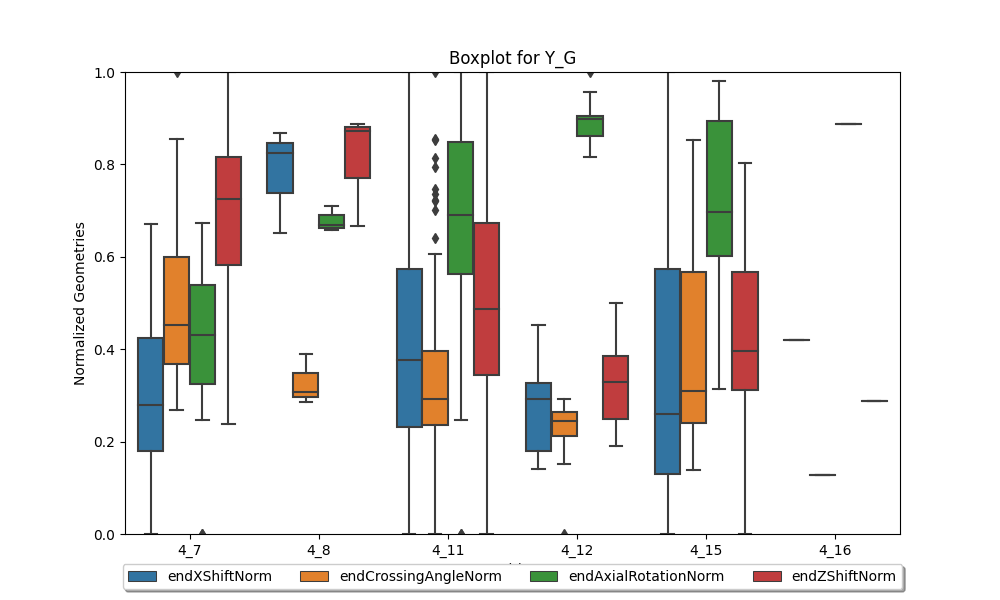 Boxplot for Y_G
Normalized Geometries
1.0
0.8
0.6
0.4
0.2
0.0
4_7 4_8 4_11 4_12 4_15 4_16
endXShiftNorm endCrossingAngleNorm endAxialRotationNorm endZShiftNorm